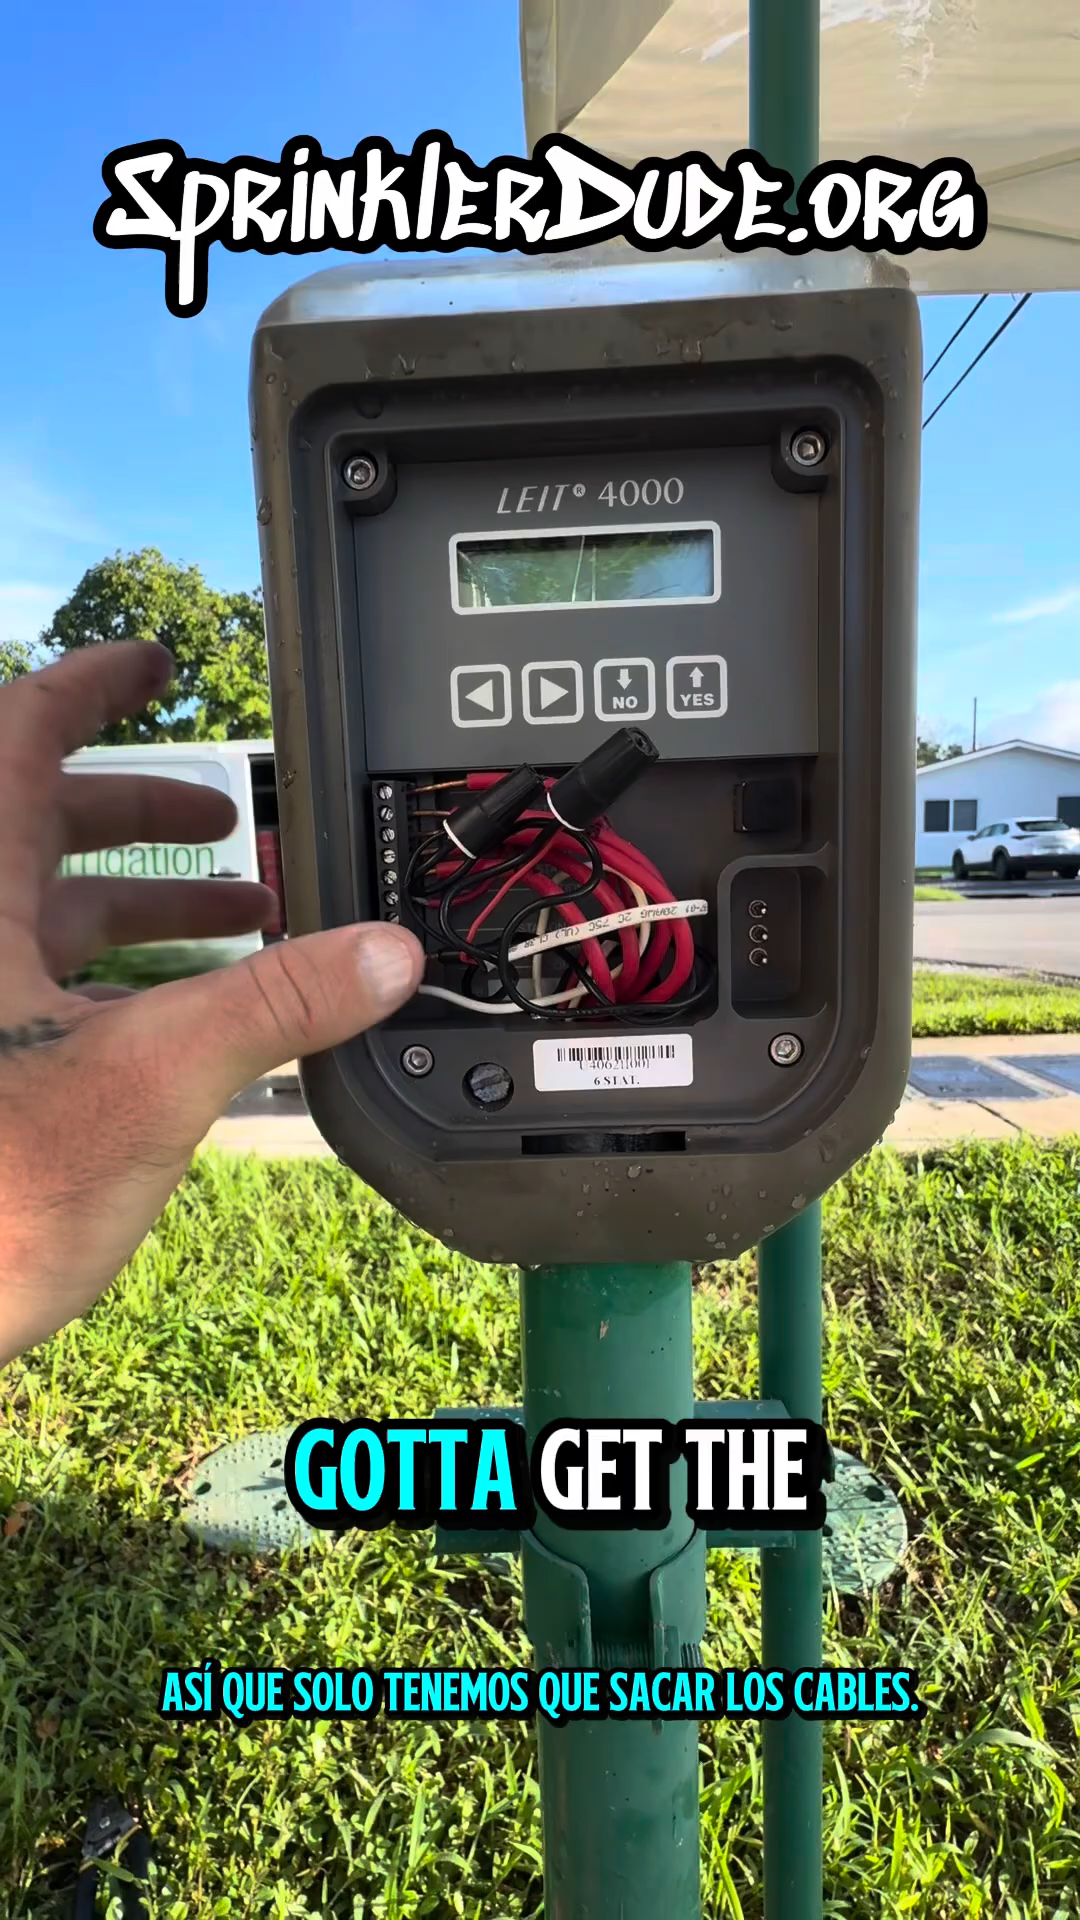 SprinklerDude.org
LEIT® 4000
NO
YES
rrigation
6 STAT.
GOTTA GET THE
ASÍ QUE SOLO TENEMOS QUE SACAR LOS CABLES.